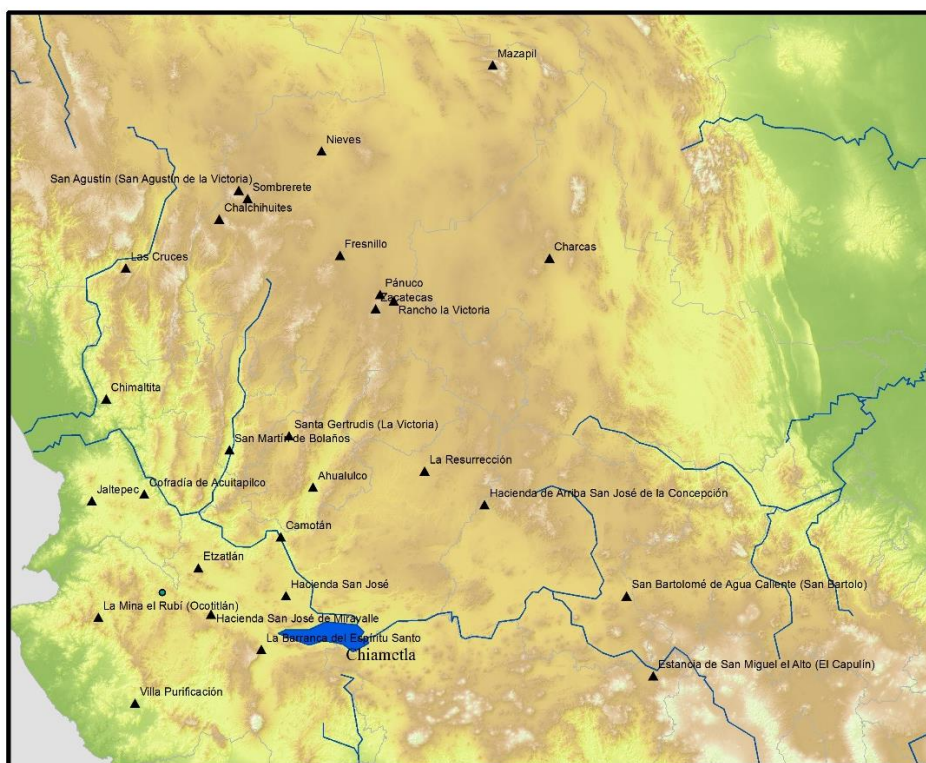 Mazapil
Nieves
San Agustín (San Agustín de la Victoria)
Sombrerete
Chalchihuites
Fresnillo
Charcas
Las Cruces
Pánuco
Zacatecas
Rancho la Victoria
Chimaltita
Santa Gertrudis (La Victoria)
San Martín de Bolaños
La Resurrección
Ahualulco
Cofradía de Acuitapilco
Jaltepec
Hacienda de Arriba San José de la Concepción
Camotán
Etzatlán
Hacienda San José
San Bartolomé de Agua Caliente (San Bartolo)
La Mina el Rubí (Ocotitlán)
Hacienda San José de Miravalle
La Barranca del Espíritu Santo
Chiametla
Estancia de San Miguel el Alto (El Capulín)
Villa Purificación